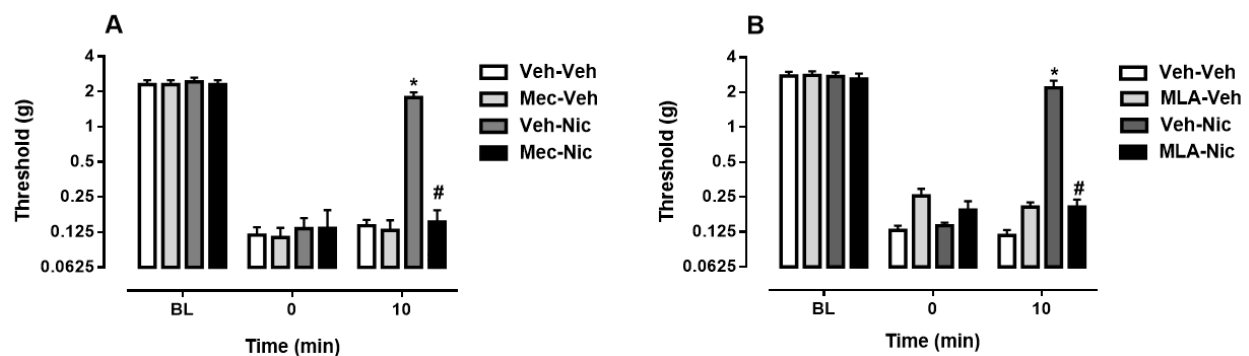 A
Threshold (g)
4
2
1
0.5
0.25
0.125
0.0625
*
#
BL
0
10
Time (min)
Veh-Veh
Mec-Veh
Veh-Nic
Mec-Nic
B
Threshold (g)
4
2
1
0.5
0.25
0.125
0.0625
*
#
BL
0
10
Time (min)
Veh-Veh
MLA-Veh
Veh-Nic
MLA-Nic